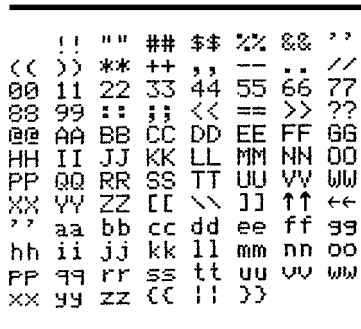 !! "" ## $$ %% && ''
(( )) ** ++ ,, -- .. //
00 11 22 33 44 55 66 77
88 99 :: ;; << == >> ??
@@ AA BB CC DD EE FF GG
HH II JJ KK LL MM NN OO
PP QQ RR SS TT UU VV WW
XX YY ZZ [[ \\ ]] ↑↑ ←←
'' aa bb cc dd ee ff gg
hh ii jj kk ll mm nn oo
pp qq rr ss tt uu vv ww
xx yy zz {{ ¦¦ }}